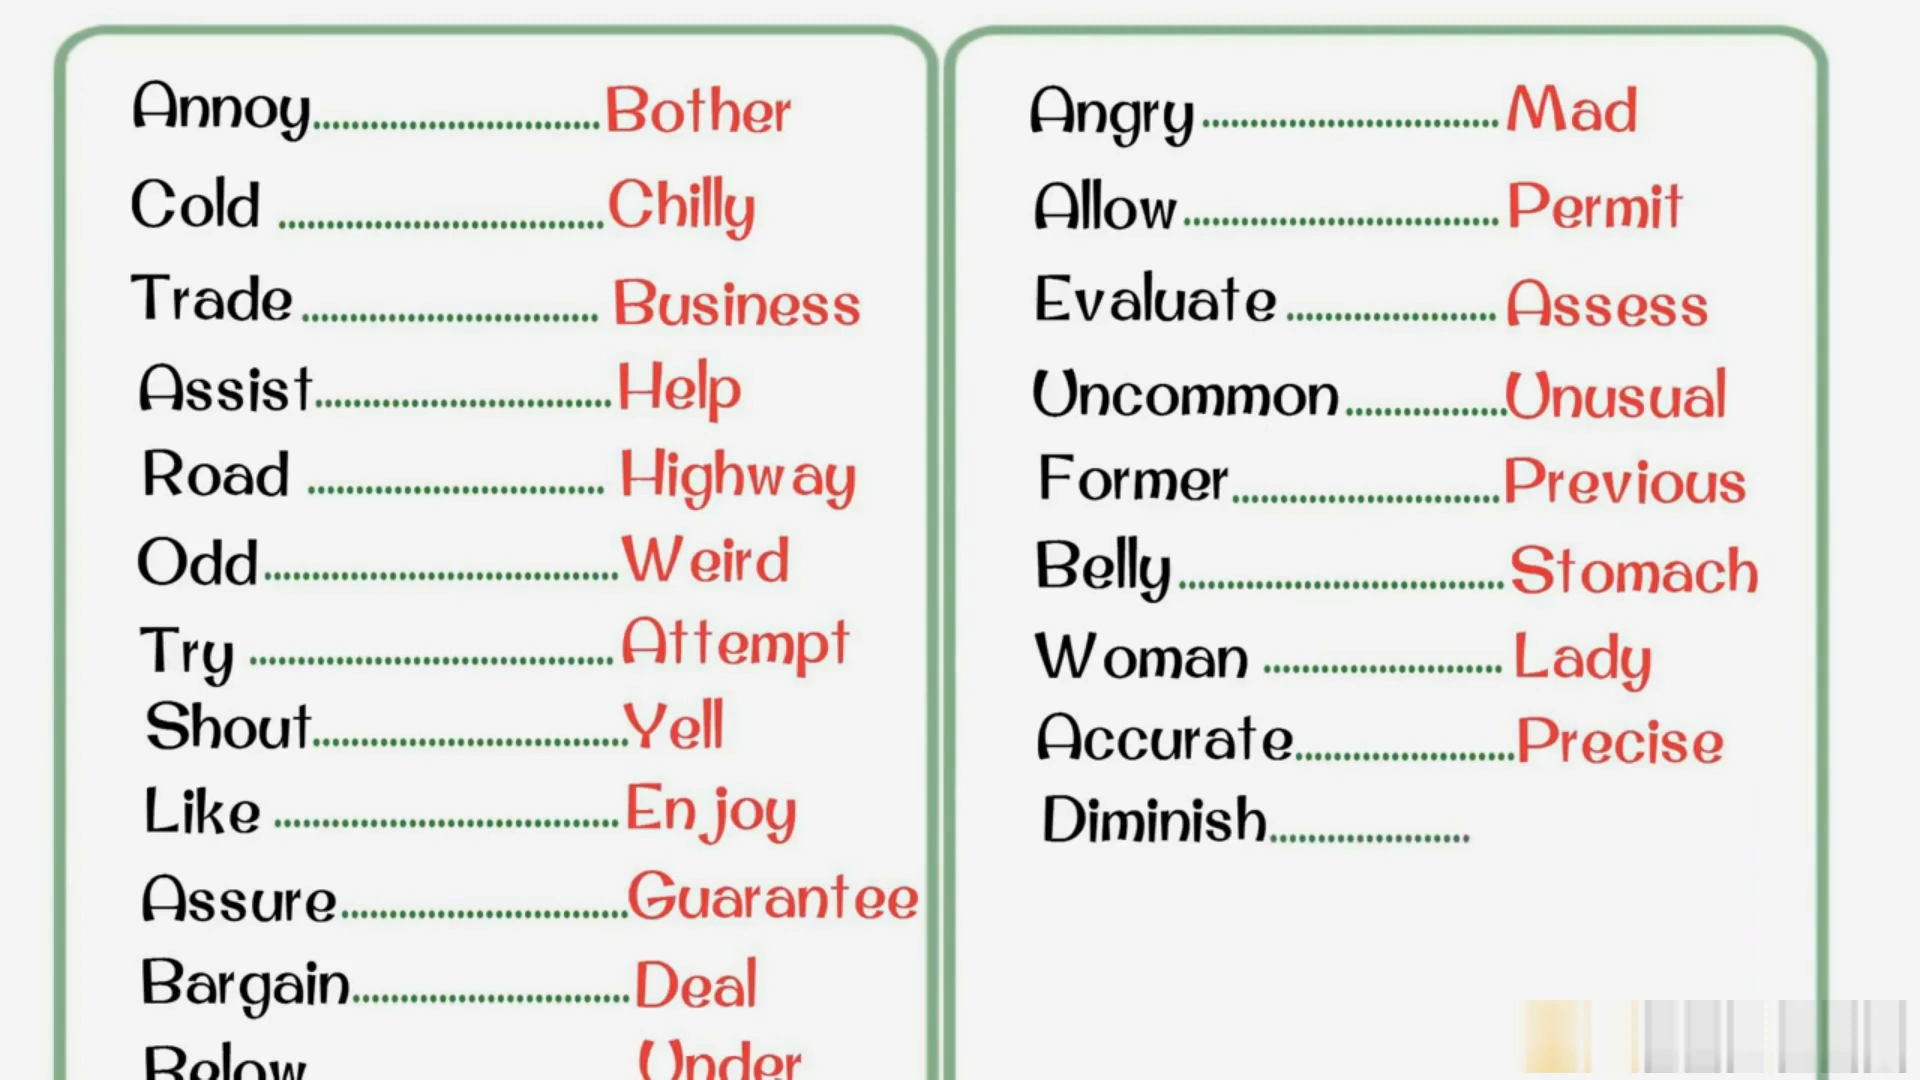 Annoy..............................Bother
Cold ..................................Chilly
Trade............................... Business
Assist...............................Help
Road ............................... Highway
Odd.....................................Weird
Try ......................................Attempt
Shout.................................Yell
Like ....................................Enjoy
Assure..............................Guarantee
Bargain.............................Deal
Below Under
Angry ...............................Mad
Allow.................................Permit
Evaluate ......................Assess
Uncommon.................Unusual
Former............................Previous
Belly ..................................Stomach
Woman ......................... Lady
Accurate.......................Precise
Diminish.....................